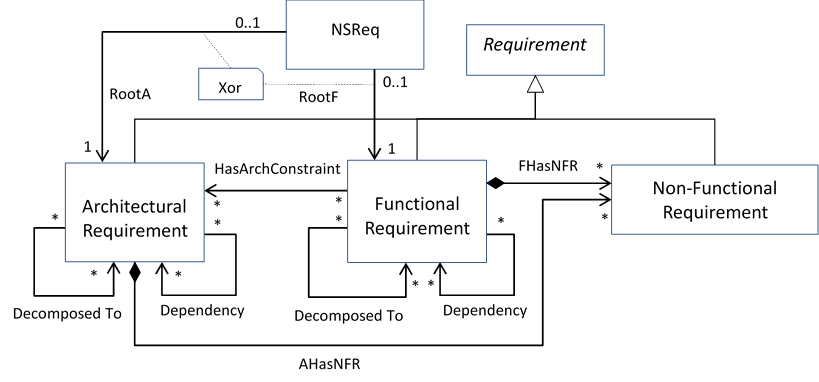 0..1
NSReq
Requirement
Xor
0..1
RootA
RootF
1
1
HasArchConstraint
FHasNFR
*
Architectural
Requirement
*
*
*
*
*
Functional
Requirement
*
Non-Functional
Requirement
*
*
*
*
*
Decomposed To
Dependency
Decomposed To
Dependency
AHasNFR